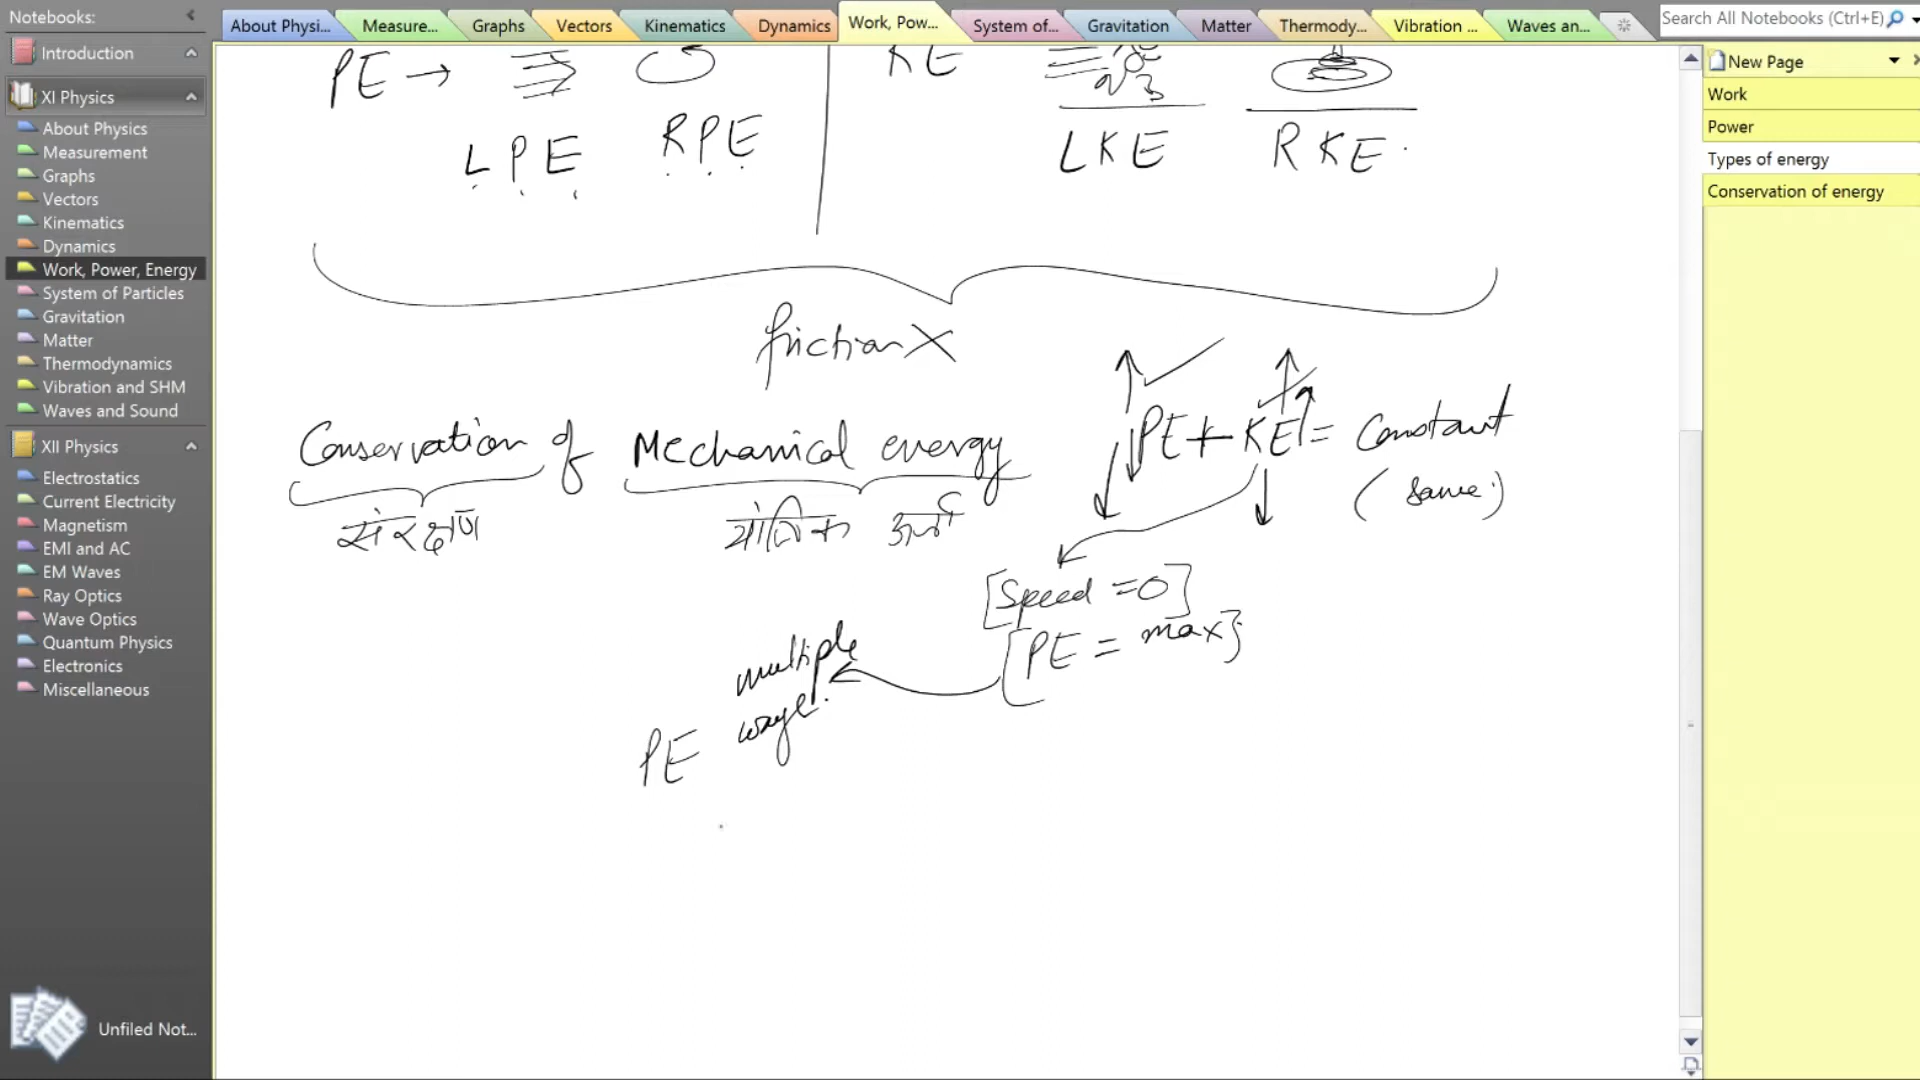 Notebooks:
Introduction
XI Physics
About Physics
Measurement
Graphs
Vectors
Kinematics
Dynamics
Work, Power, Energy
System of Particles
Gravitation
Matter
Thermodynamics
Vibration and SHM
Waves and Sound
XII Physics
Electrostatics
Current Electricity
Magnetism
EMI and AC
EM Waves
Ray Optics
Wave Optics
Quantum Physics
Electronics
Miscellaneous
Unfiled Not...
About Physi... Measure... Graphs Vectors Kinematics Dynamics Work, Pow... System of... Gravitation Matter Thermody... Vibration ... Waves an...
Search All Notebooks (Ctrl+E)
New Page
Work
Power
Types of energy
Conservation of energy
PE → KE
LPE RPE LKE RKE
friction X
Conservation of Mechanical energy PE + KE = Constant
संरक्षण यांत्रिक ऊर्जा (same)
[Speed = 0]
[PE = max]
multiple
PE